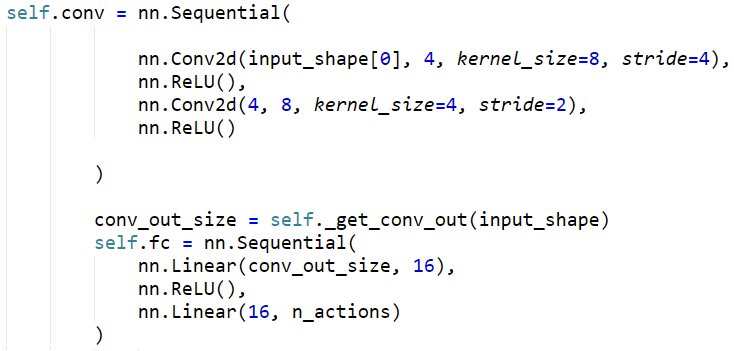 self.conv = nn.Sequential(
nn.Conv2d(input_shape[0], 4, kernel_size=8, stride=4),
nn.ReLU(),
nn.Conv2d(4, 8, kernel_size=4, stride=2),
nn.ReLU()
)
conv_out_size = self._get_conv_out(input_shape)
self.fc = nn.Sequential(
nn.Linear(conv_out_size, 16),
nn.ReLU(),
nn.Linear(16, n_actions)
)